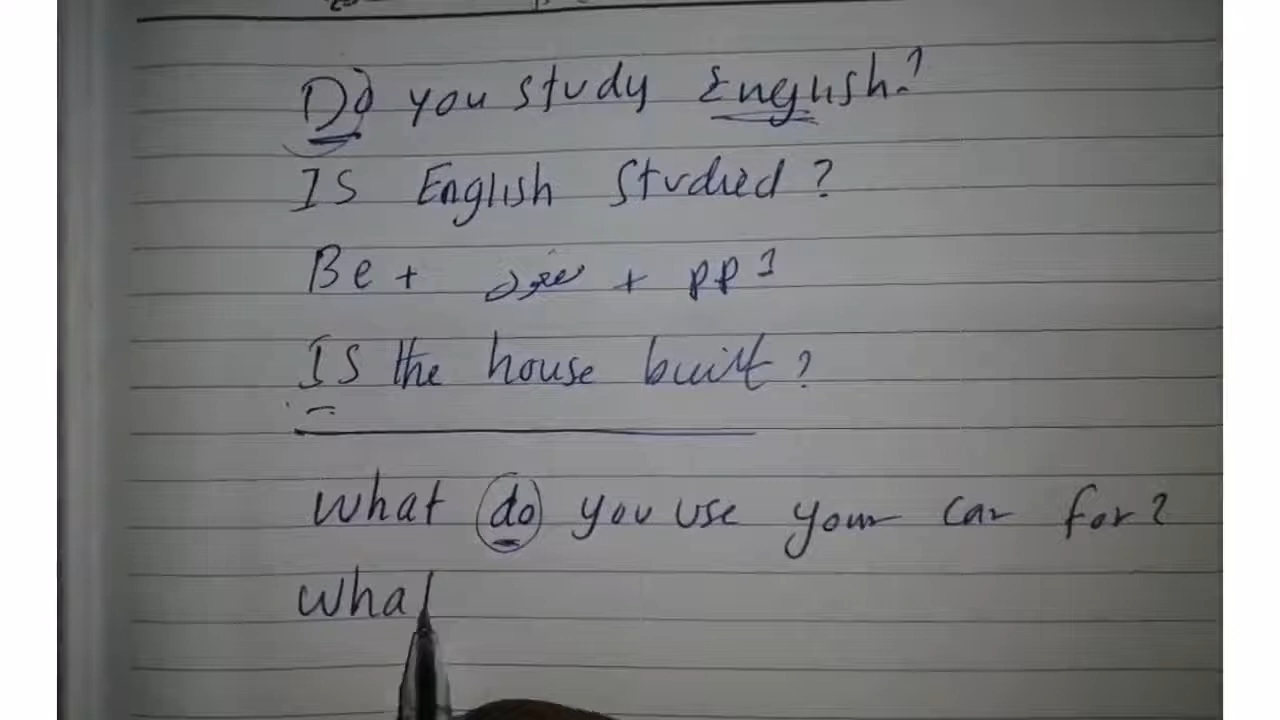 Do you study English?
Is English Studied?
Be + مفعول + pp ?
Is the house built?
What do you use your car for?
wha